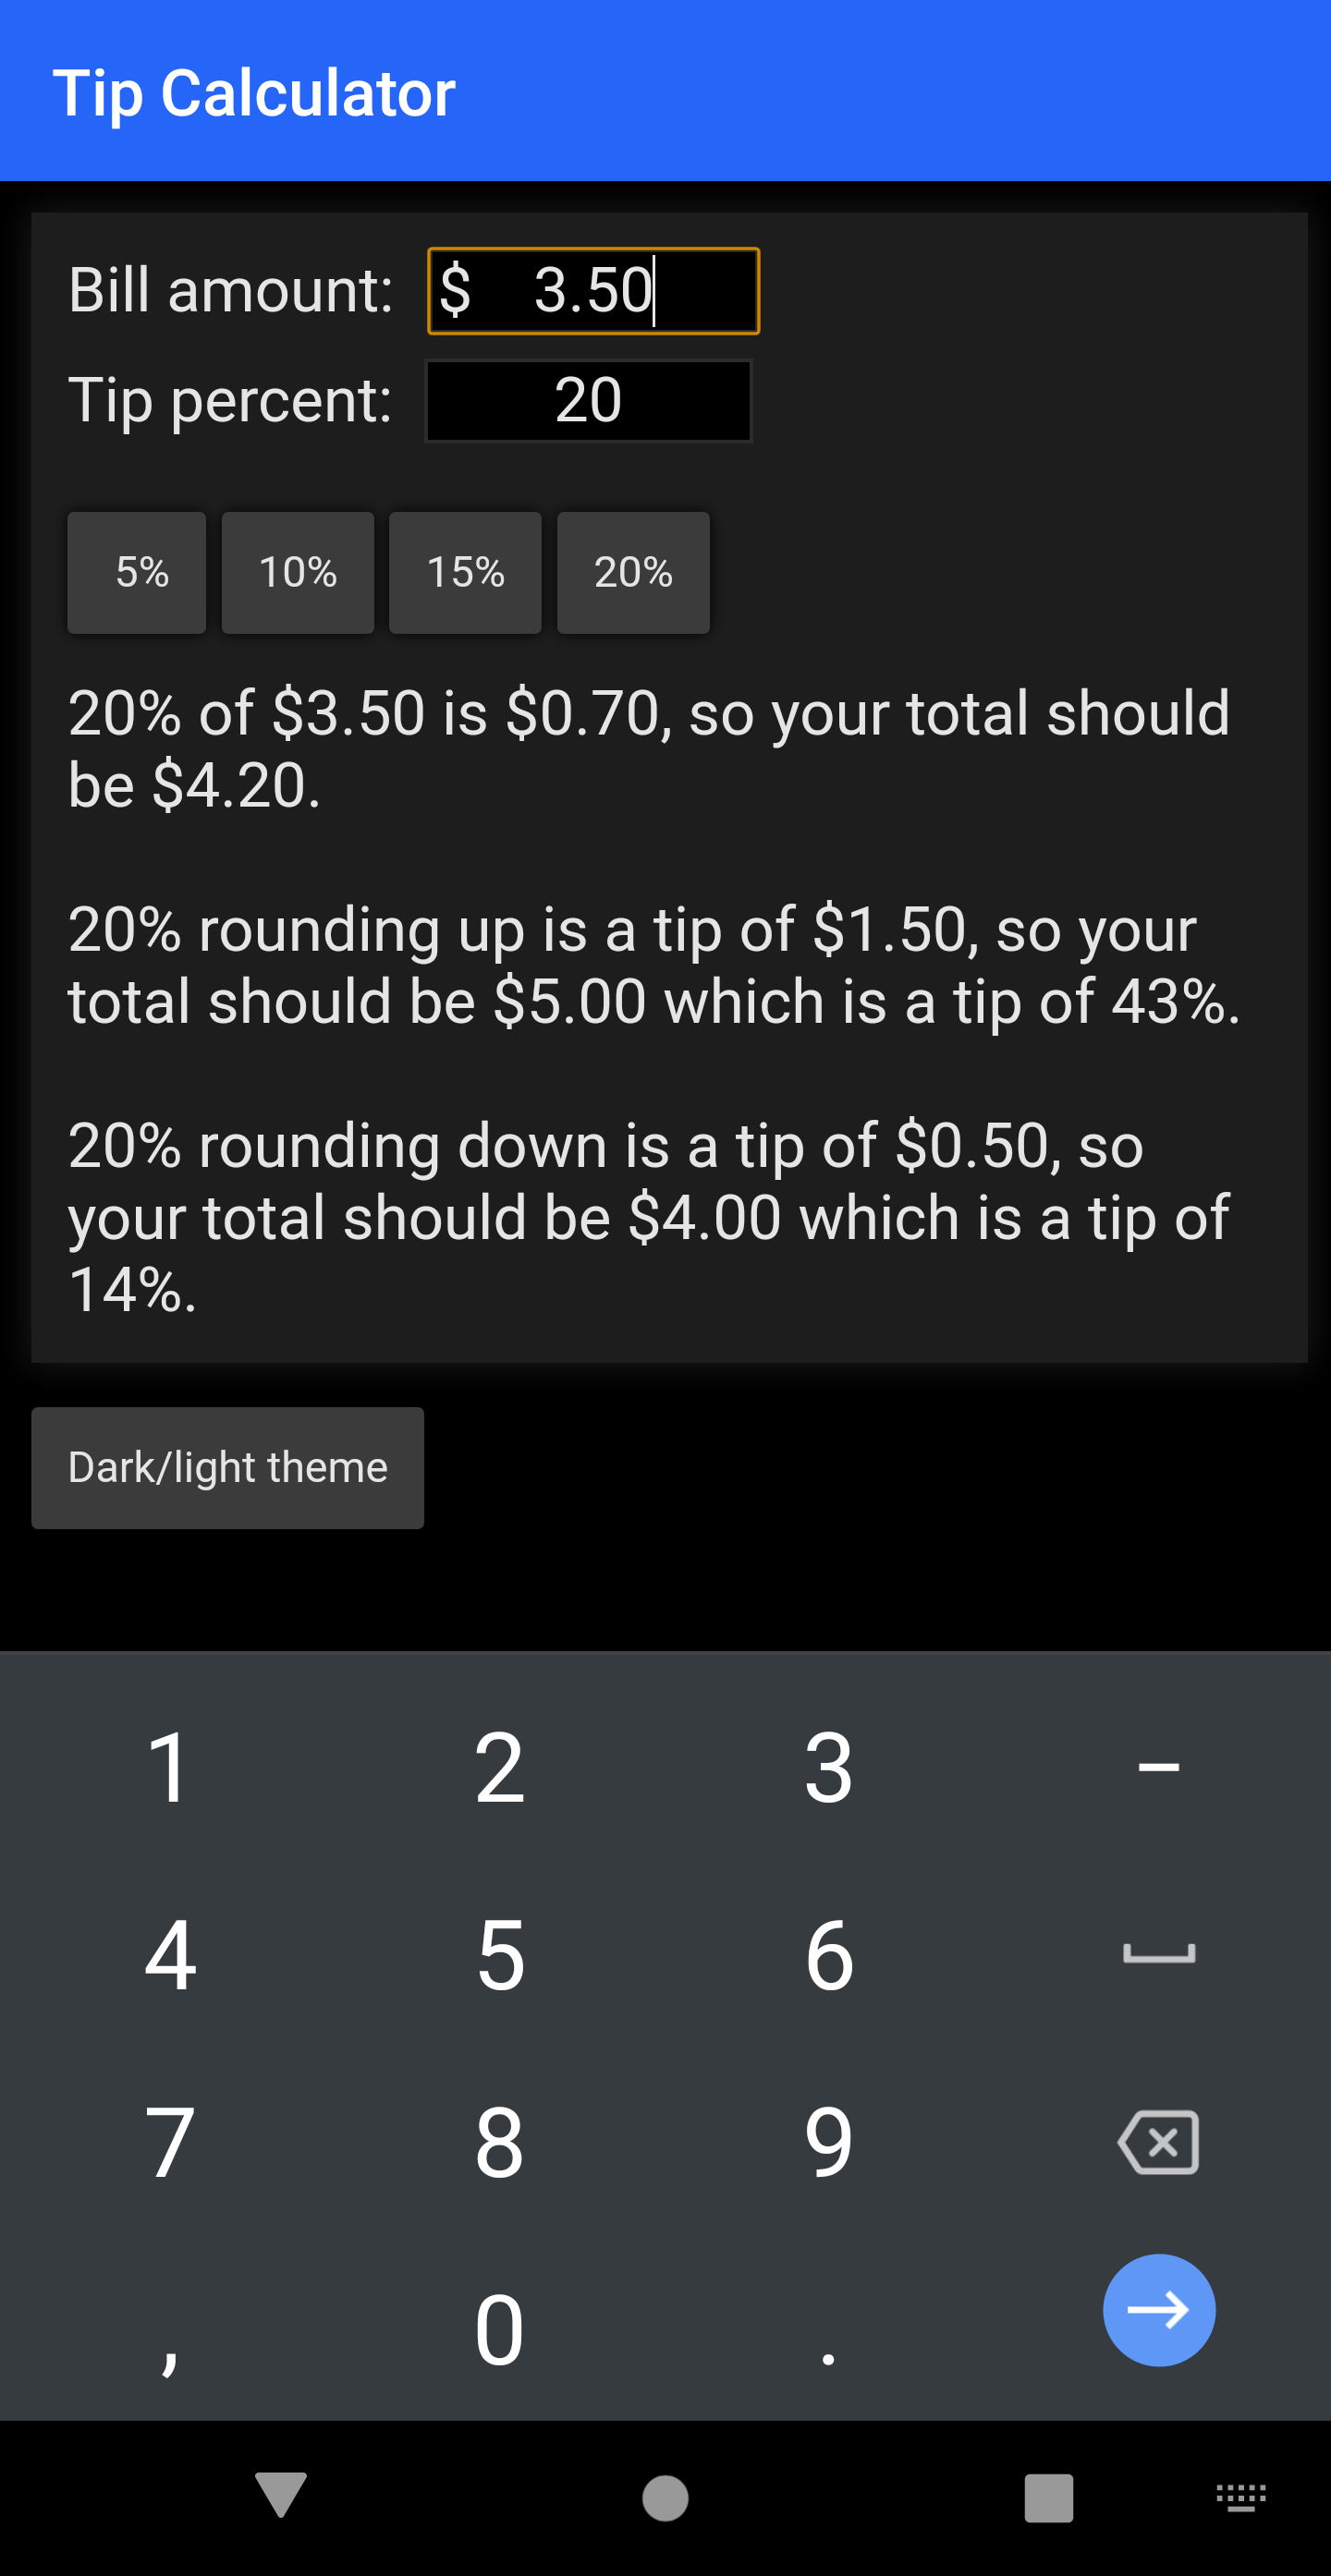 Tip Calculator
Bill amount: $ 3.50
Tip percent: 20
5% 10% 15% 20%
20% of $3.50 is $0.70, so your total should
be $4.20.
20% rounding up is a tip of $1.50, so your
total should be $5.00 which is a tip of 43%.
20% rounding down is a tip of $0.50, so
your total should be $4.00 which is a tip of
14%.
Dark/light theme
1 2 3 –
4 5 6
7 8 9
, 0 .